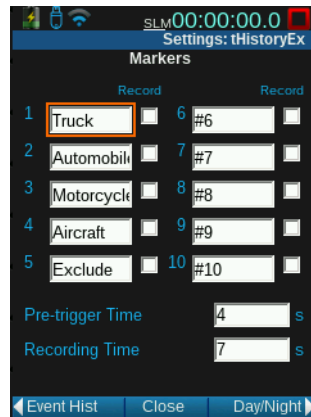 SLM00:00:00.0
Settings: tHistoryEx
Markers
Record Record
1 Truck 6 #6
2 Automobil 7 #7
3 Motorcycle 8 #8
4 Aircraft 9 #9
5 Exclude 10 #10
Pre-trigger Time 4 s
Recording Time 7 s
Event Hist Close Day/Night